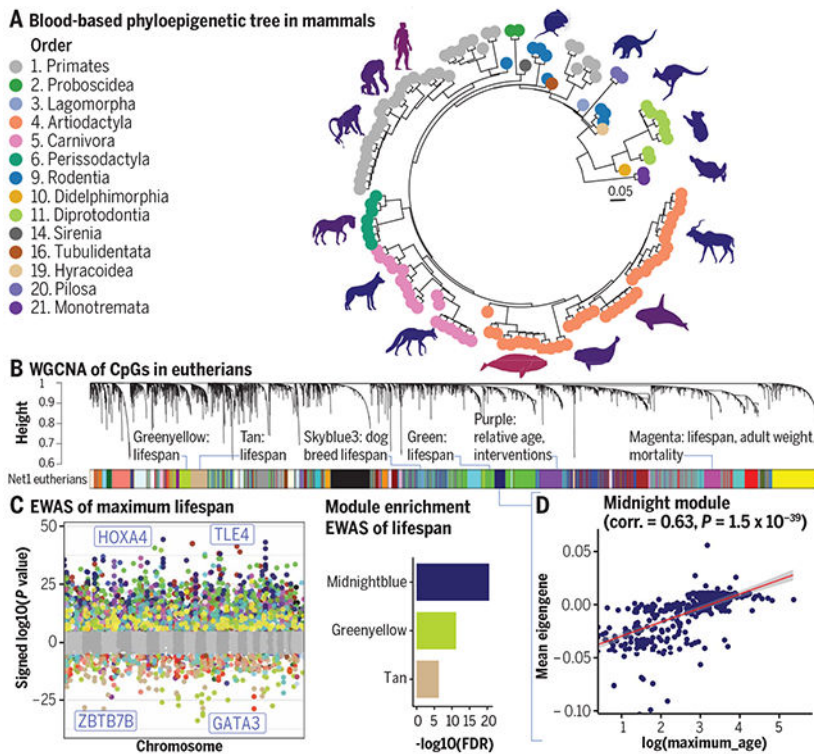 A Blood-based phyloepigenetic tree in mammals
Order
1. Primates
2. Proboscidea
3. Lagomorpha
4. Artiodactyla
5. Carnivora
6. Perissodactyla
9. Rodentia
10. Didelphimorphia
11. Diprotodontia
14. Sirenia
16. Tubulidentata
19. Hyracoidea
20. Pilosa
21. Monotremata
0.05
B WGCNA of CpGs in eutherians
Height
1
0.9
0.8
0.7
0.6
Greenyellow:
lifespan
Tan:
lifespan
Skyblue3: dog
breed lifespan
Green:
lifespan
Purple:
relative age,
interventions
Magenta: lifespan, adult weight,
mortality
Net1 eutherians
C EWAS of maximum lifespan
Signed log10(P value)
50
25
0
−25
HOXA4
TLE4
ZBTB7B
GATA3
Chromosome
Module enrichment
EWAS of lifespan
Midnightblue
Greenyellow
Tan
0 5 10 15 20
-log10(FDR)
D Midnight module
(corr. = 0.63, P = 1.5 x 10⁻³⁹)
Mean eigengene
0.05
0.00
−0.05
−0.10
1 2 3 4 5
log(maximum_age)